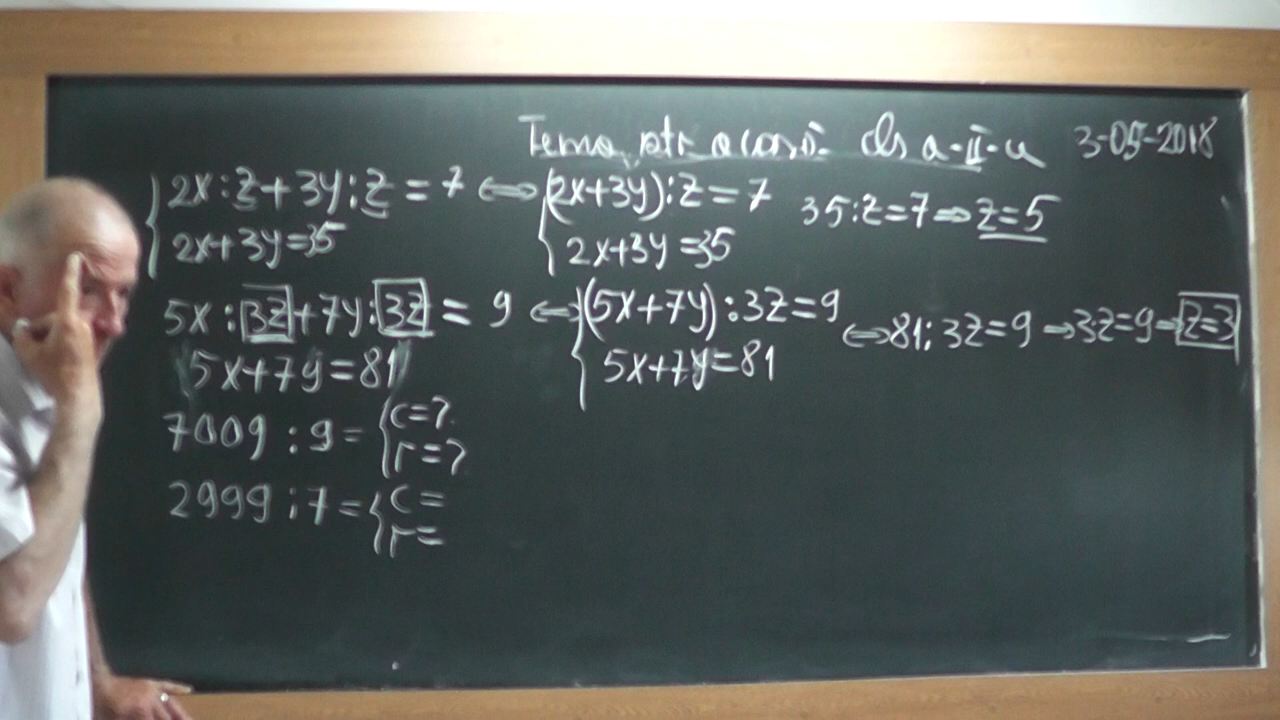 Tema ptr acasă cls a-II-a 3-05-2018
2x:z+3y:z=7 ⟺ (2x+3y):z=7 35:z=7⇒z=5
2x+3y=35 2x+3y=35
5x:3z+7y:3z=9 ⟺ (5x+7y):3z=9 ⟺81:3z=9⇒3z=9⇒z=3
5x+7y=81 5x+7y=81
7009:9= { c=?
r=?
2999:7= { c=
r=